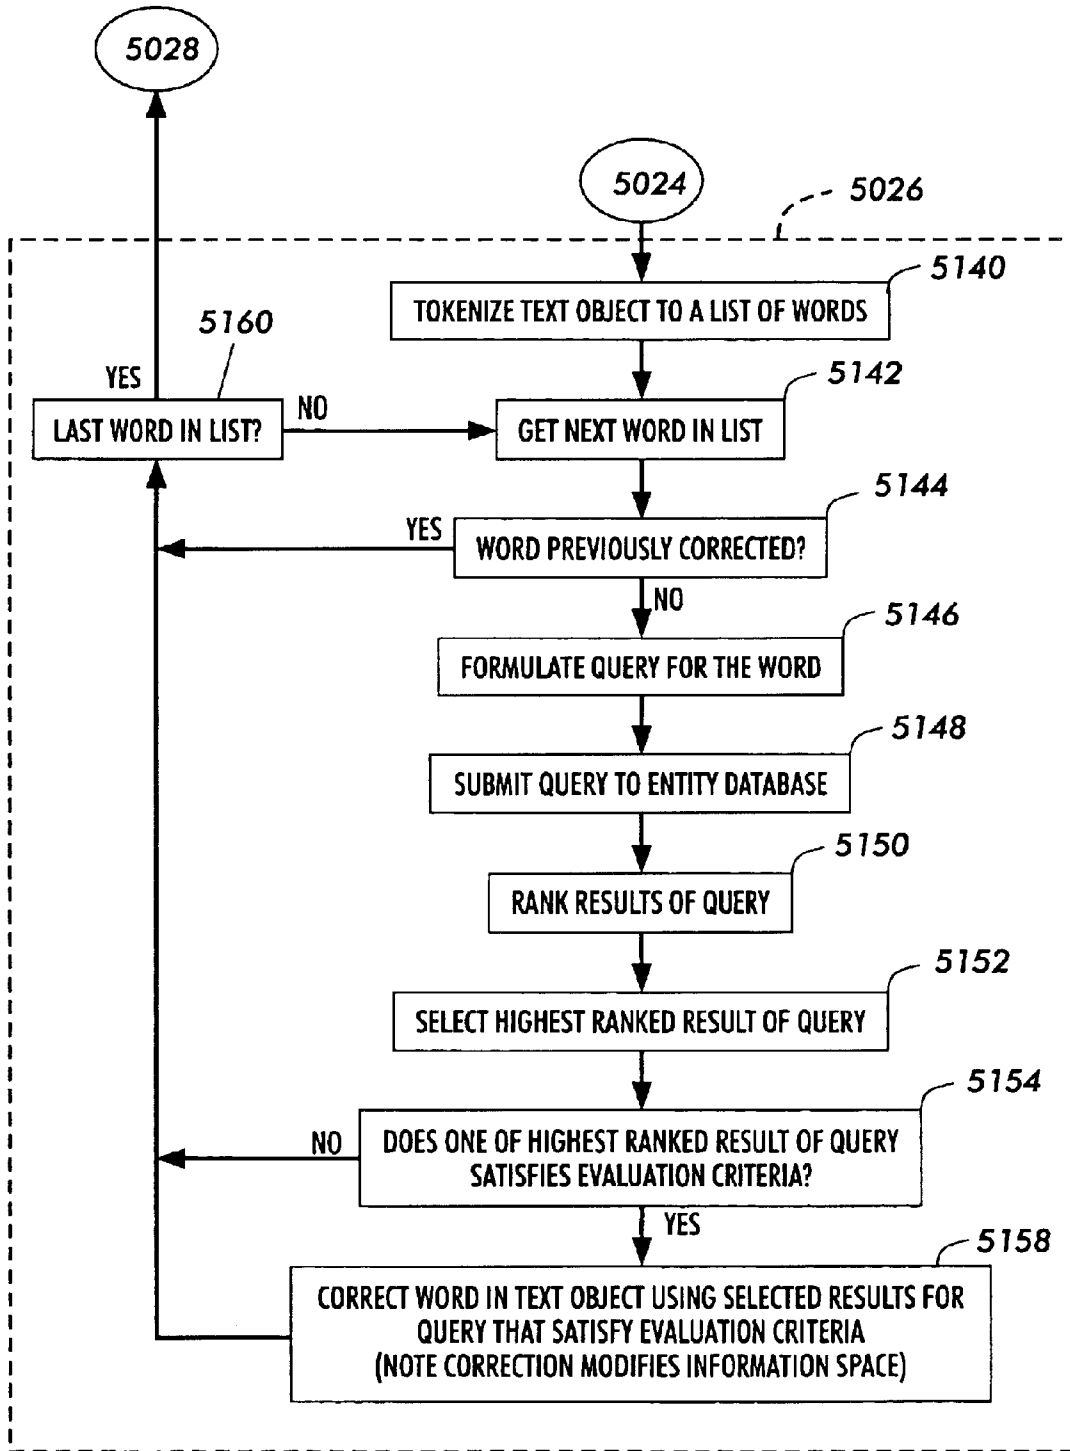 5028
5024
5026
5140
TOKENIZE TEXT OBJECT TO A LIST OF WORDS
5160
5142
YES
LAST WORD IN LIST?
NO
GET NEXT WORD IN LIST
5144
YES
WORD PREVIOUSLY CORRECTED?
NO
5146
FORMULATE QUERY FOR THE WORD
5148
SUBMIT QUERY TO ENTITY DATABASE
5150
RANK RESULTS OF QUERY
5152
SELECT HIGHEST RANKED RESULT OF QUERY
5154
NO
DOES ONE OF HIGHEST RANKED RESULT OF QUERY
SATISFIES EVALUATION CRITERIA?
YES
5158
CORRECT WORD IN TEXT OBJECT USING SELECTED RESULTS FOR
QUERY THAT SATISFY EVALUATION CRITERIA
(NOTE CORRECTION MODIFIES INFORMATION SPACE)